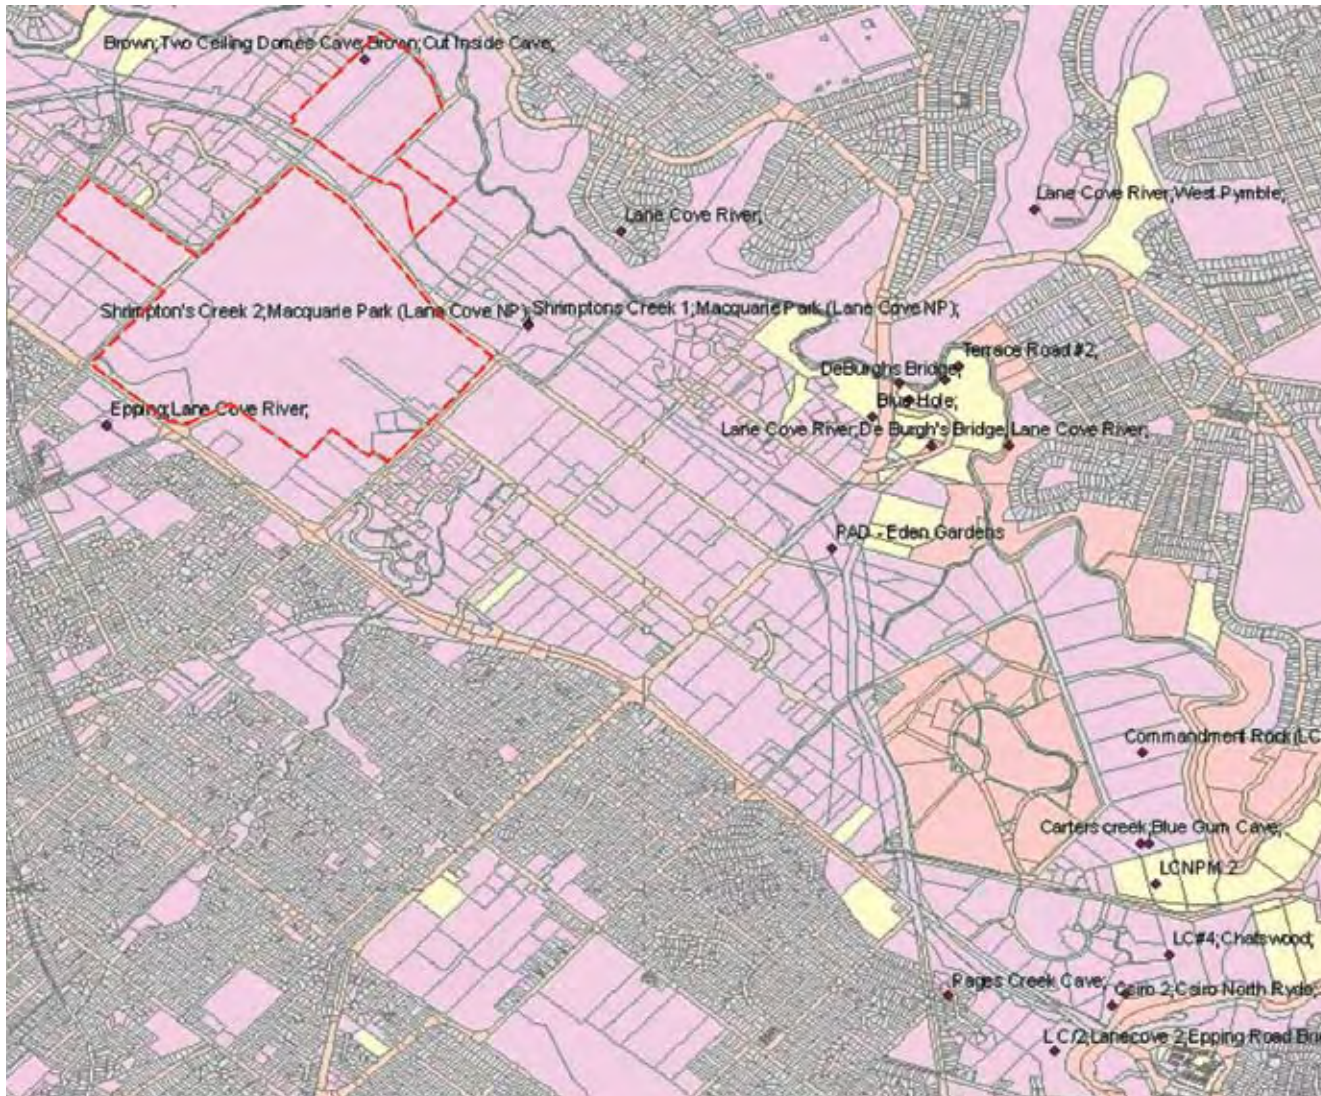 Brown;Two Ceiling Domes Cave;Brown;Cut Inside Cave;
Lane Cove River;West Pymble;
Lane Cove River;
Shrimpton's Creek 2;Macquarie Park (Lane Cove NP);
Shrimptons Creek 1;Macquarie Park (Lane Cove NP);
Terrace Road #2;
DeBurghs Bridge;
Blue Hole;
Epping;Lane Cove River;
Lane Cove River;De Burgh's Bridge;Lane Cove River;
PAD - Eden Gardens
Commandment Rock (LC
Carters creek;Blue Gum Cave;
LCNPM 2
LC#4;Chatswood;
Pages Creek Cave;
Cairo 2;Cairo North Ryde;
LC/2;Lanecove 2;Epping Road Bri